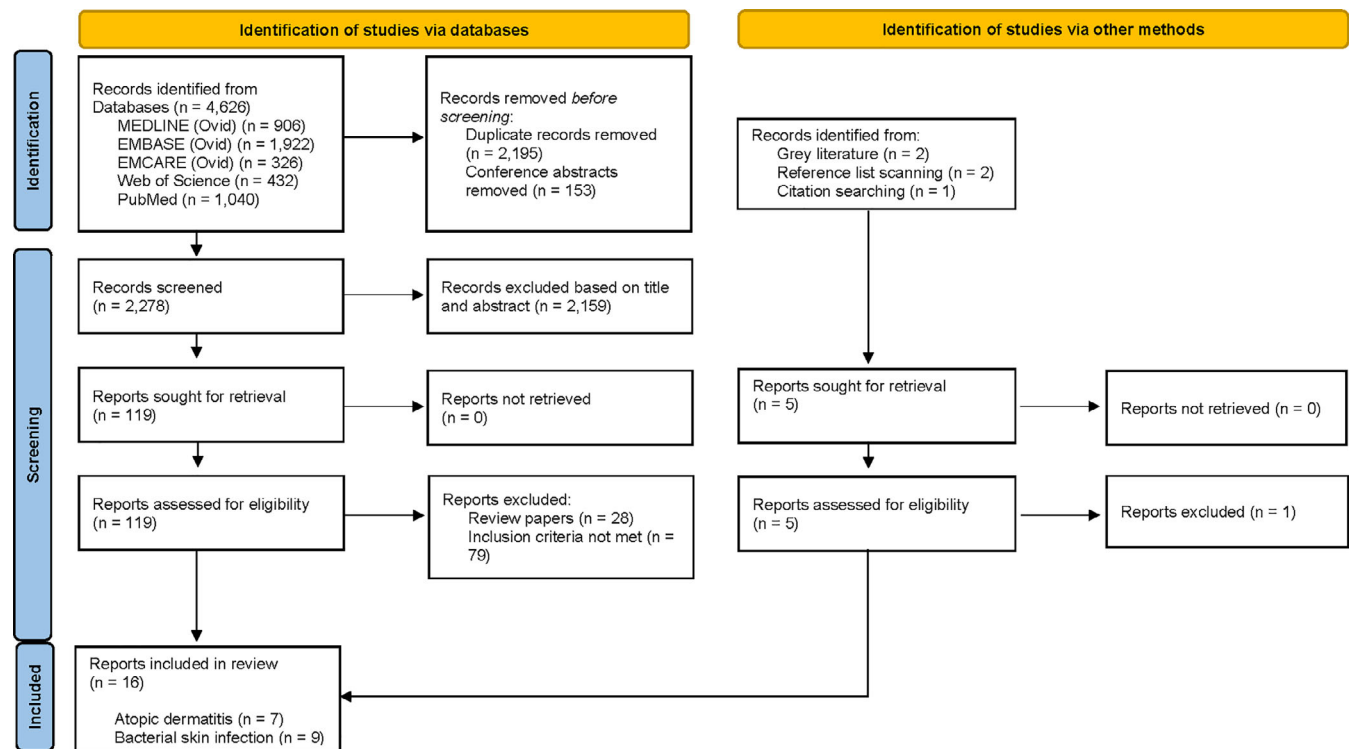 Identification of studies via databases
Identification of studies via other methods
Identification
Records identified from
Databases (n = 4,626)
MEDLINE (Ovid) (n = 906)
EMBASE (Ovid) (n = 1,922)
EMCARE (Ovid) (n = 326)
Web of Science (n = 432)
PubMed (n = 1,040)
Records removed before
screening:
Duplicate records removed
(n = 2,195)
Conference abstracts
removed (n = 153)
Records identified from:
Grey literature (n = 2)
Reference list scanning (n = 2)
Citation searching (n = 1)
Screening
Records screened
(n = 2,278)
Records excluded based on title
and abstract (n = 2,159)
Reports sought for retrieval
(n = 119)
Reports not retrieved
(n = 0)
Reports sought for retrieval
(n = 5)
Reports not retrieved (n = 0)
Reports assessed for eligibility
(n = 119)
Reports excluded:
Review papers (n = 28)
Inclusion criteria not met (n =
79)
Reports assessed for eligibility
(n = 5)
Reports excluded (n = 1)
Included
Reports included in review
(n = 16)
Atopic dermatitis (n = 7)
Bacterial skin infection (n = 9)